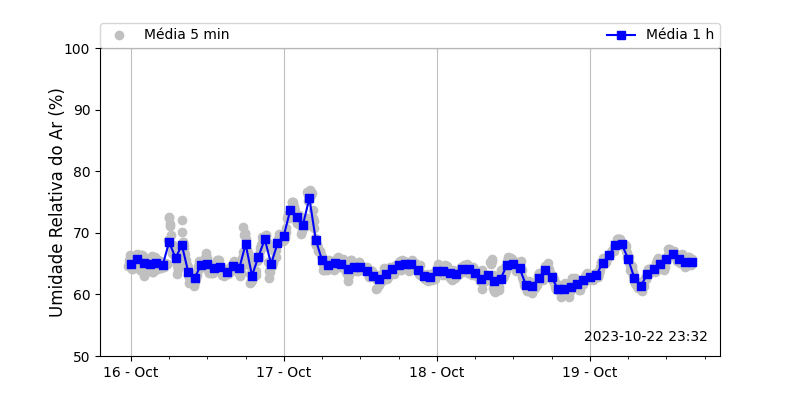 Média 5 min Média 1 h
Umidade Relativa do Ar (%)
100
90
80
70
60
50
2023-10-22 23:32
16 - Oct 17 - Oct 18 - Oct 19 - Oct